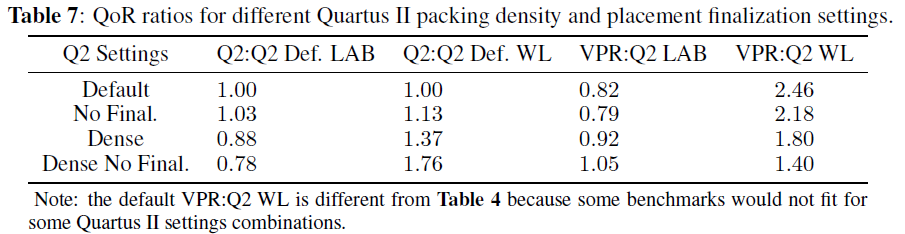 Table 7: QoR ratios for different Quartus II packing density and placement finalization settings.
Q2 Settings Q2:Q2 Def. LAB Q2:Q2 Def. WL VPR:Q2 LAB VPR:Q2 WL
Default 1.00 1.00 0.82 2.46
No Final. 1.03 1.13 0.79 2.18
Dense 0.88 1.37 0.92 1.80
Dense No Final. 0.78 1.76 1.05 1.40
Note: the default VPR:Q2 WL is different from Table 4 because some benchmarks would not fit for
some Quartus II settings combinations.